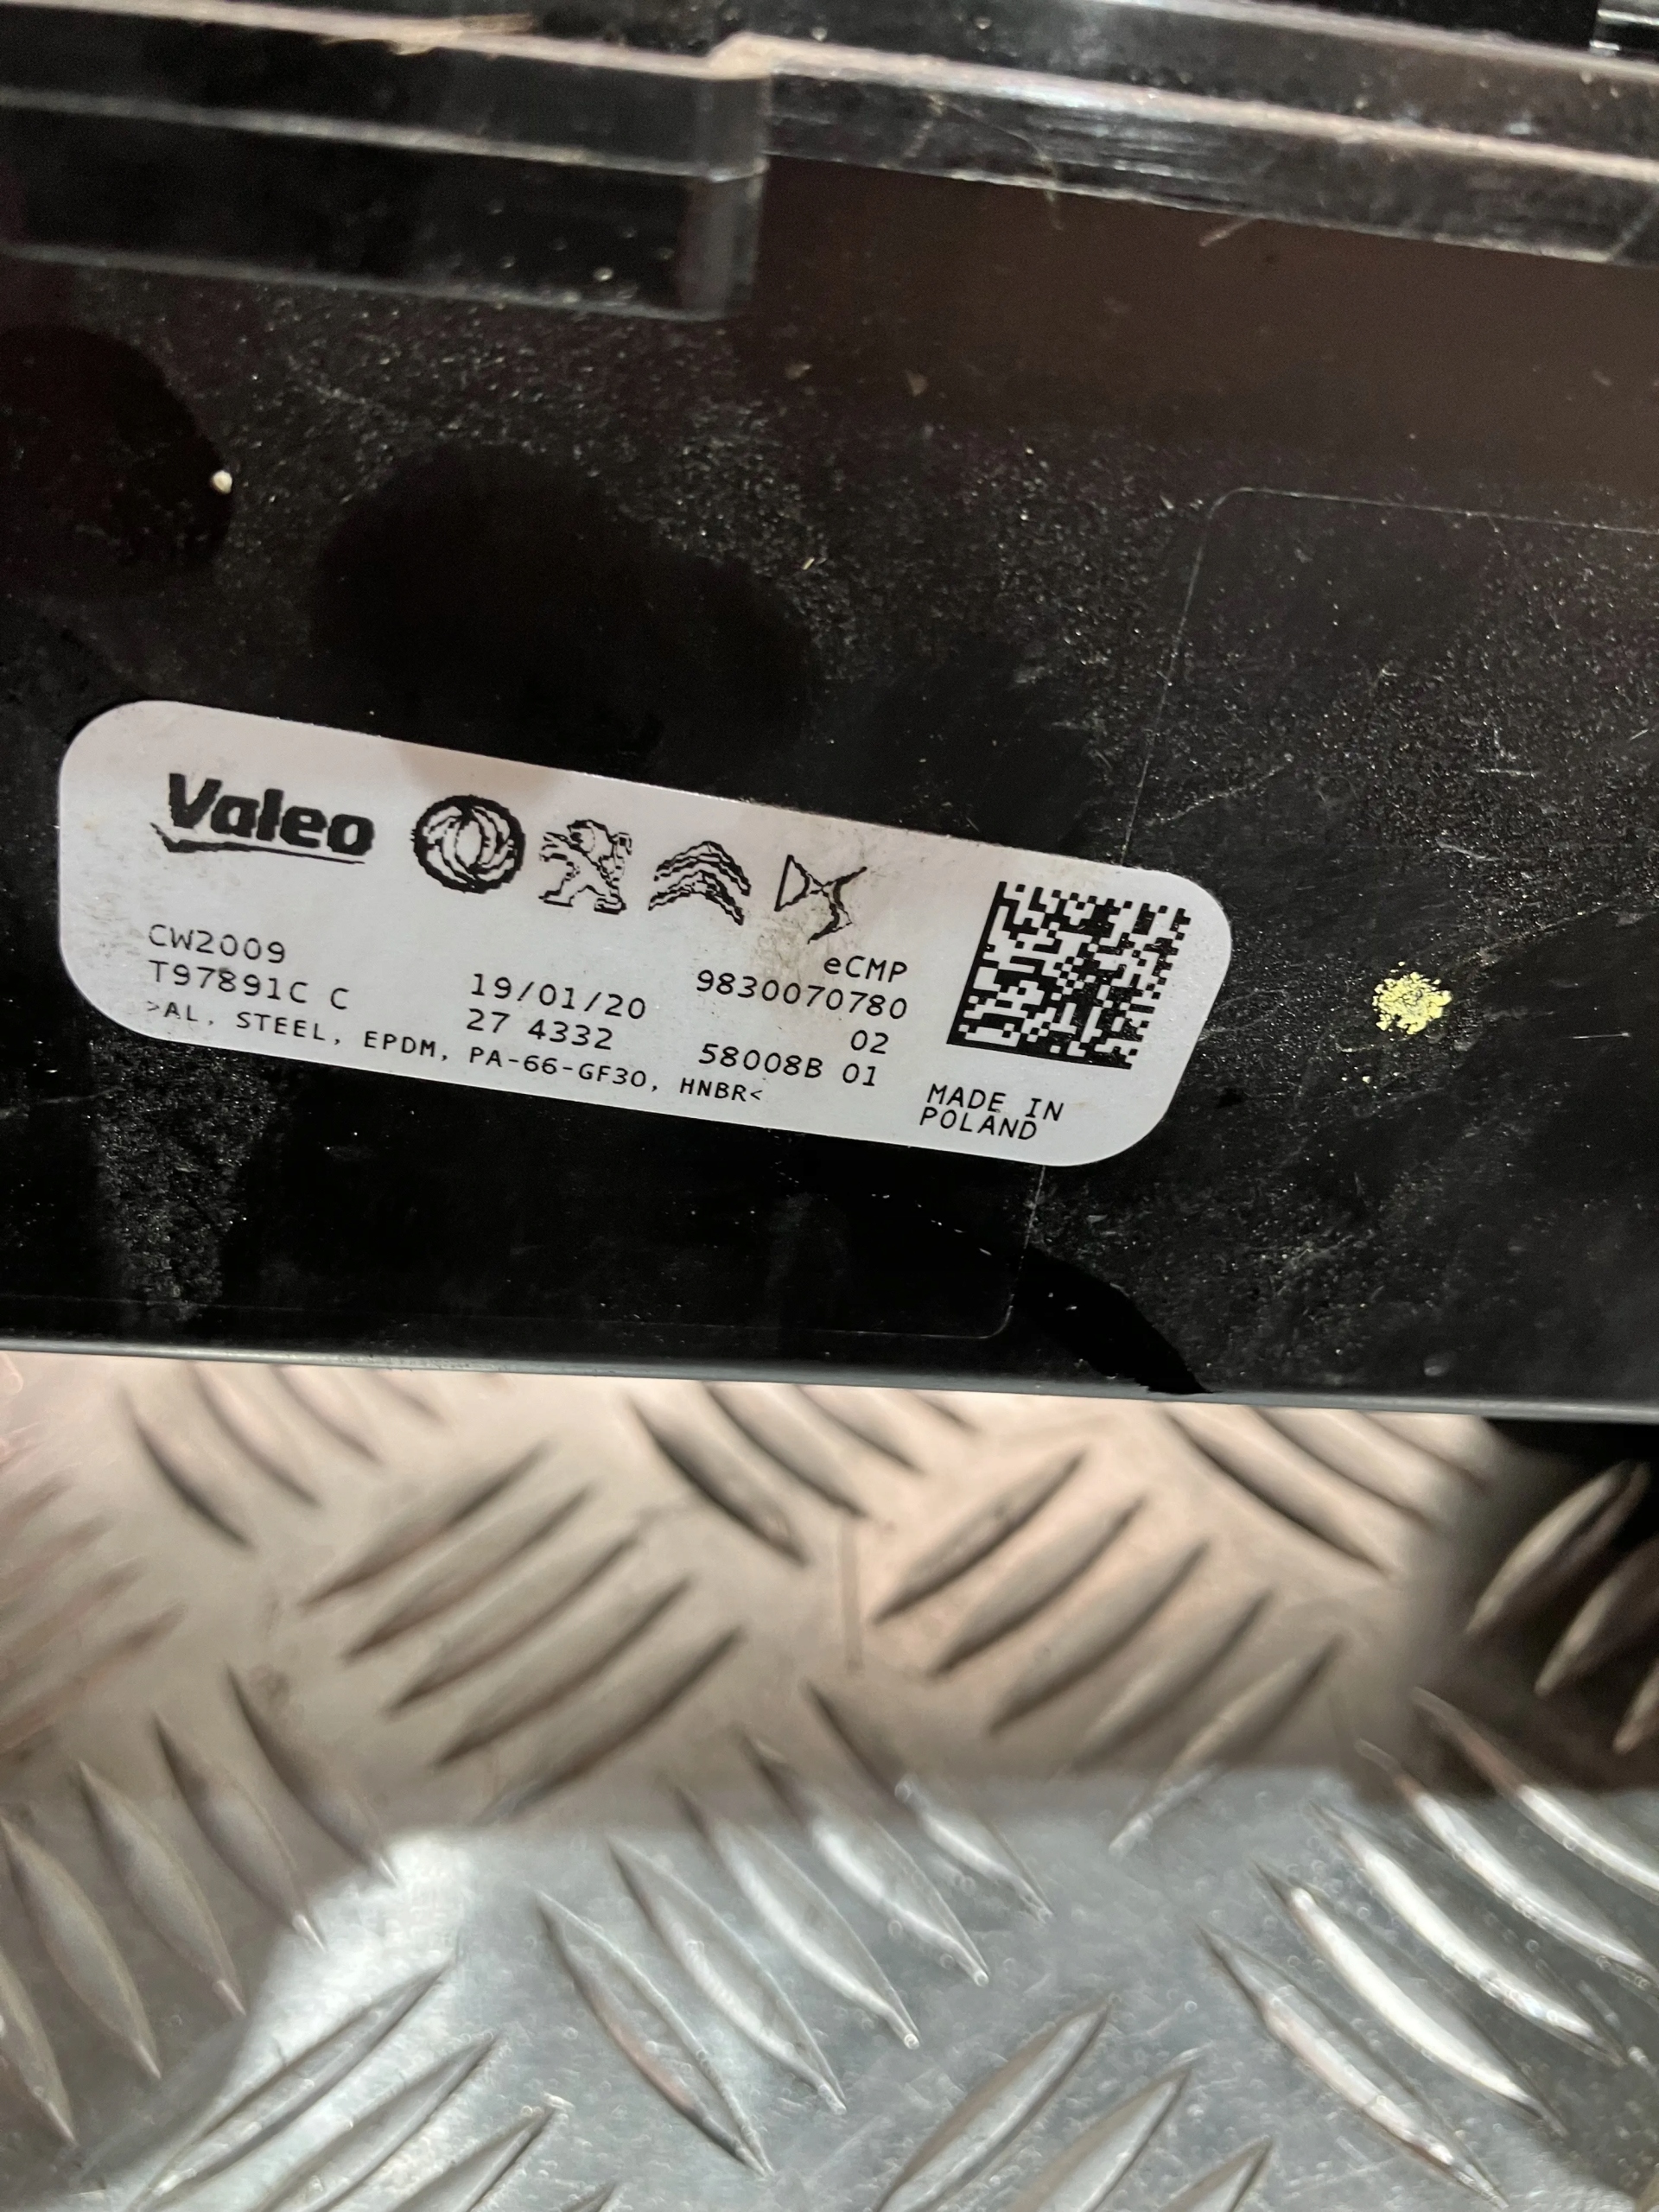 Valeo
CW2009
T97891C C
19/01/20
27 4332
eCMP
9830070780
02
58008B 01
>AL, STEEL, EPDM, PA-66-GF30, HNBR<
MADE IN
POLAND